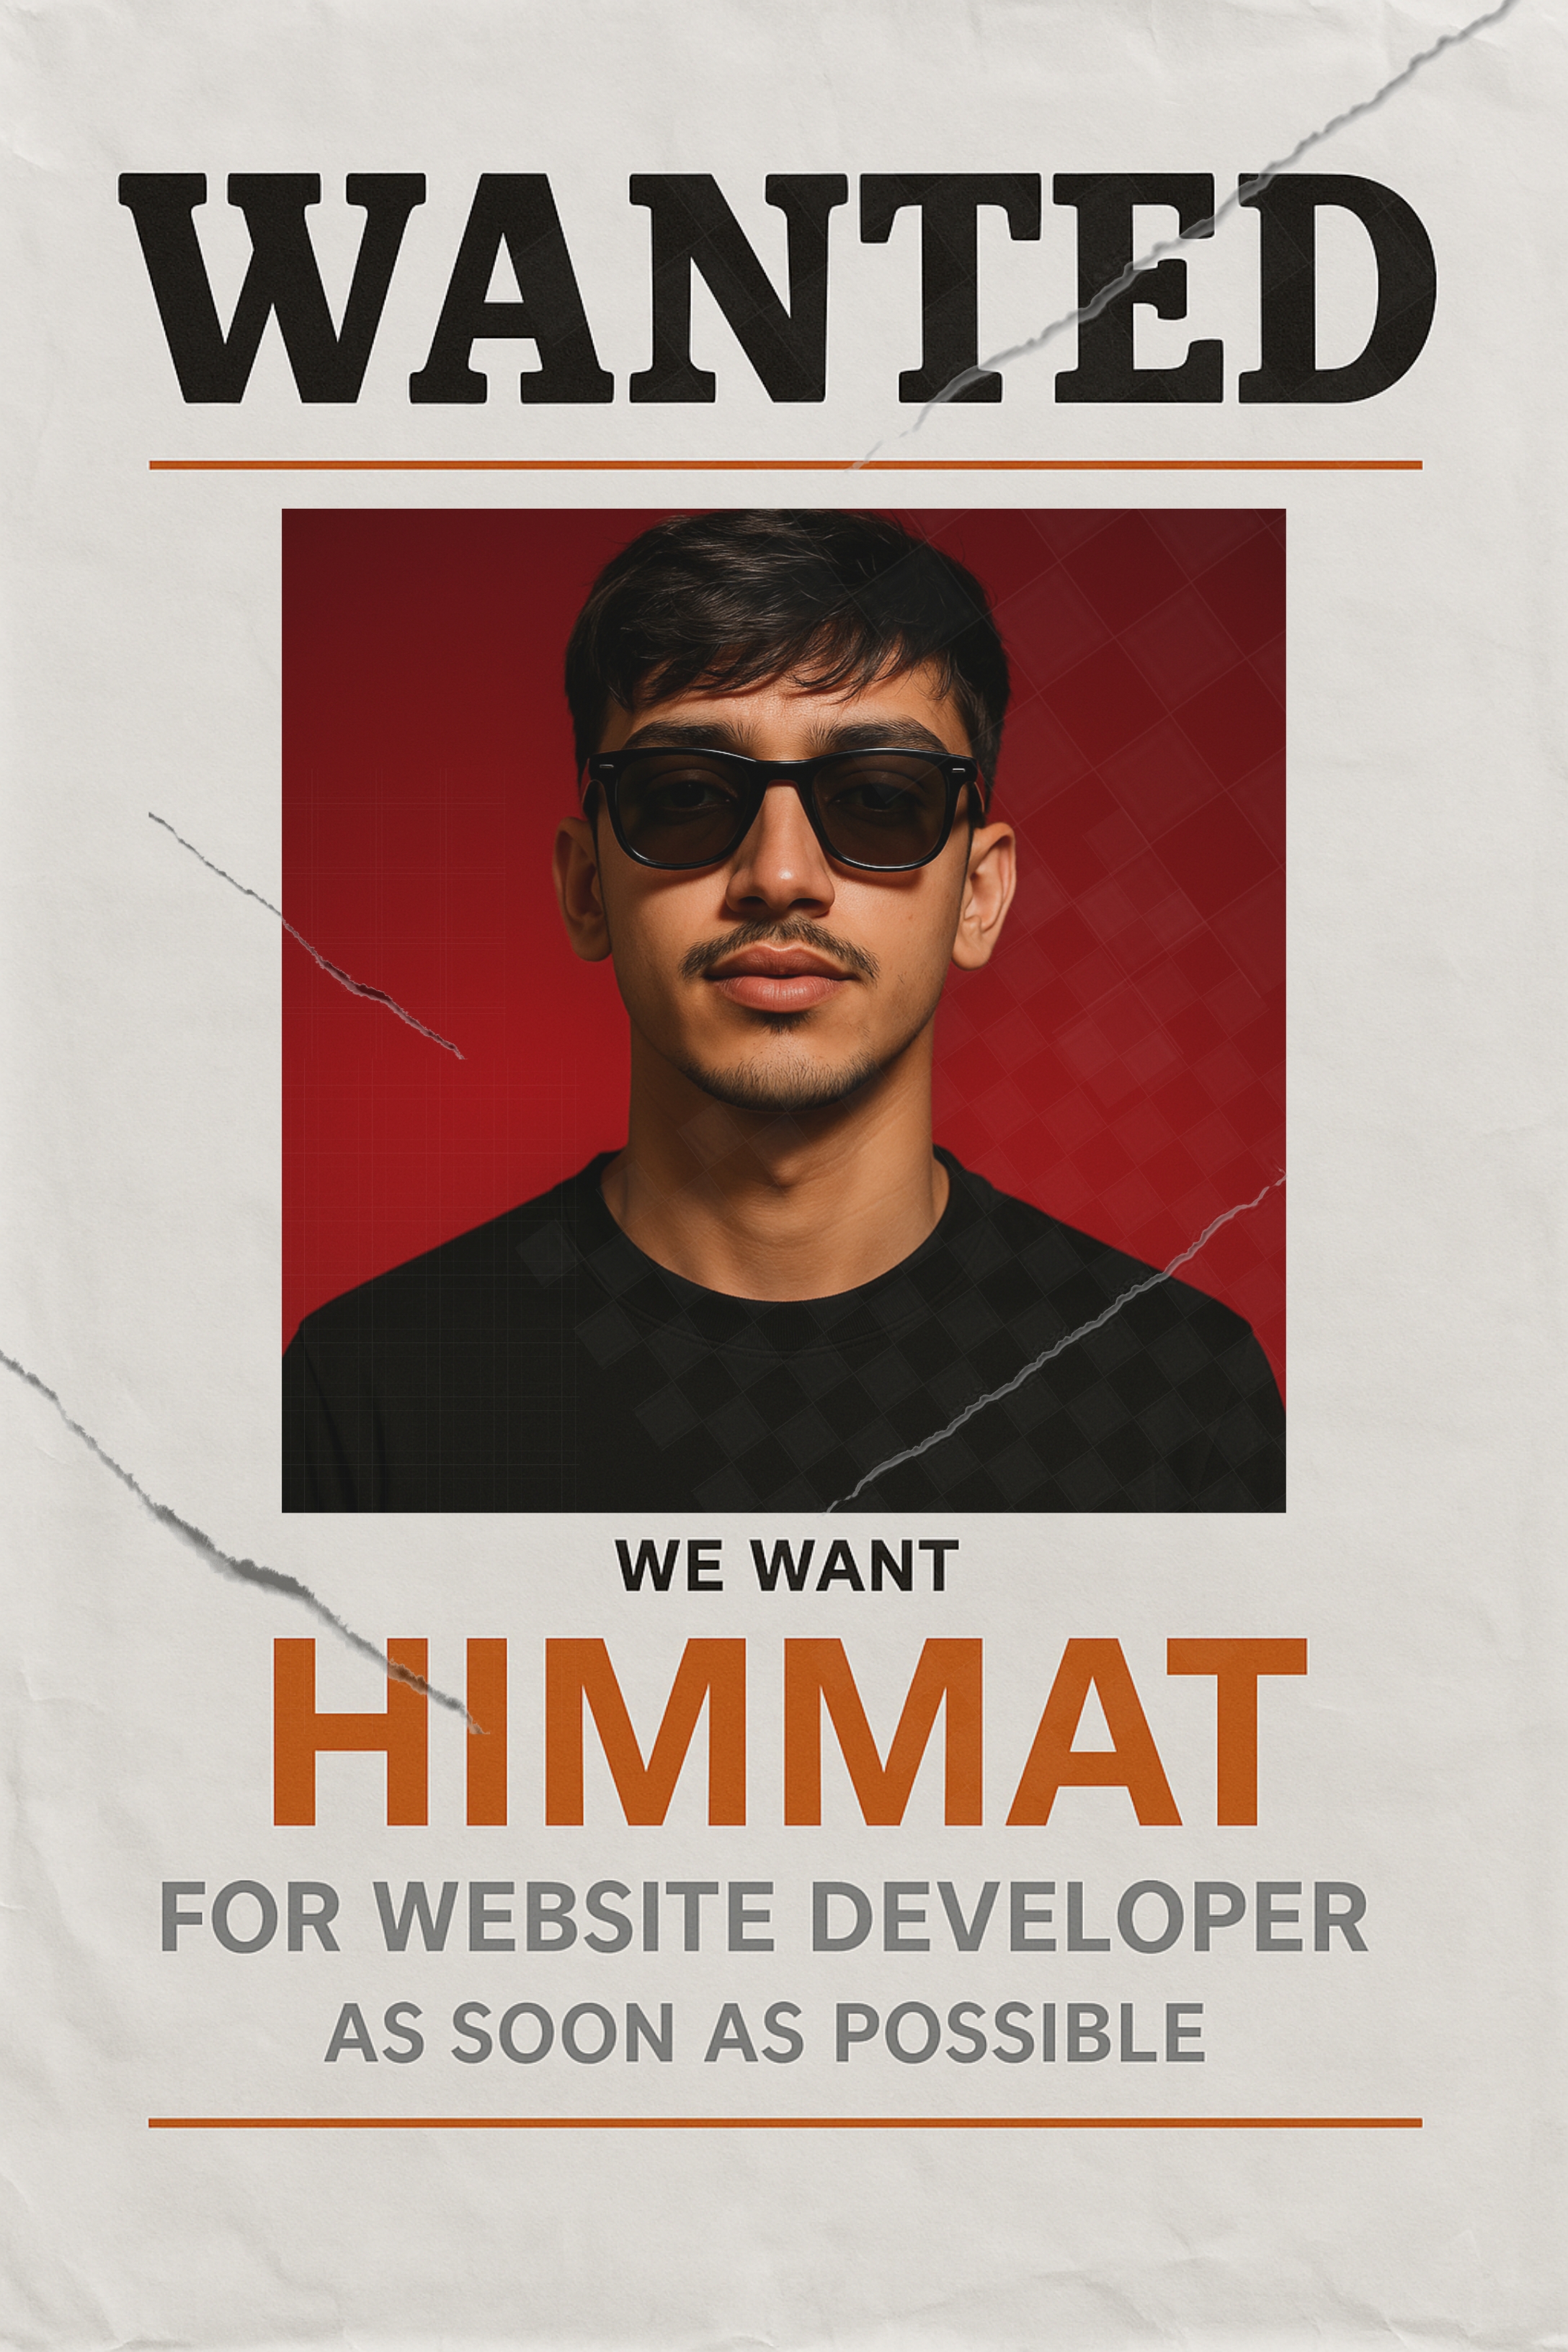 WANTED
WE WANT
HIMMAT
FOR WEBSITE DEVELOPER
AS SOON AS POSSIBLE